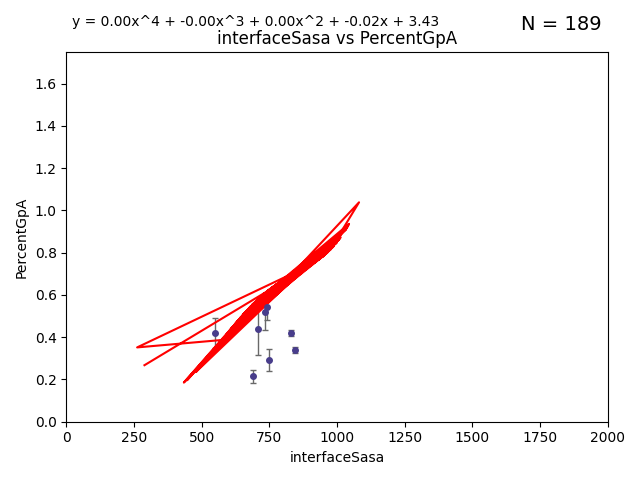 y = 0.00x^4 + -0.00x^3 + 0.00x^2 + -0.02x + 3.43
N = 189
interfaceSasa vs PercentGpA
1.6
1.4
1.2
1.0
0.8
0.6
0.4
0.2
0.0
PercentGpA
0 250 500 750 1000 1250 1500 1750 2000
interfaceSasa